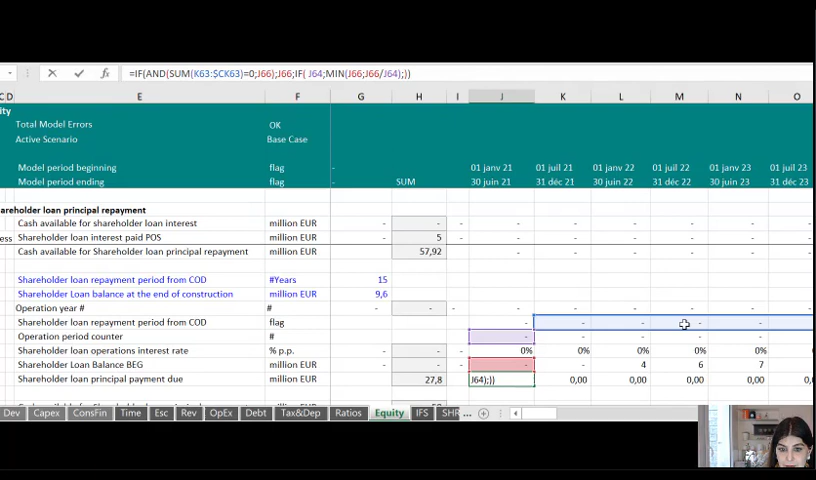 =IF(AND(SUM(K63:$CK63)=0;J66);J66;IF( J64;MIN(J66;J66/J64);))
C D E F G H I J K L M N O
ity
Total Model Errors OK
Active Scenario Base Case
Model period beginning flag - 01 janv 21 01 juil 21 01 janv 22 01 juil 22 01 janv 23 01 juil 23
Model period ending flag SUM 30 juin 21 31 déc 21 30 juin 22 31 déc 22 30 juin 23 31 déc 23
areholder loan principal repayment
Cash available for shareholder loan interest million EUR - - - - - - - - -
ess Shareholder loan interest paid POS million EUR - 5 - - - - - - -
Cash available for Shareholder loan principal repayment million EUR 57,92 - - - - - -
Shareholder loan repayment period from COD #Years 15
Shareholder Loan balance at the end of construction million EUR 9,6
Operation year # # - - - - - - - - -
Shareholder loan repayment period from COD flag - - - - -
Operation period counter # - - - - - -
Shareholder loan operations interest rate % p.p. - - - 0% 0% 0% 0% 0% 0
Shareholder Loan Balance BEG million EUR - - - - - 4 6 7
Shareholder loan principal payment due million EUR 27,8 J64);)) 0,00 0,00 0,00 0,00 0,0
Dev Capex ConsFin Time Esc Rev OpEx Debt Tax&Dep Ratios Equity IFS SHR ...